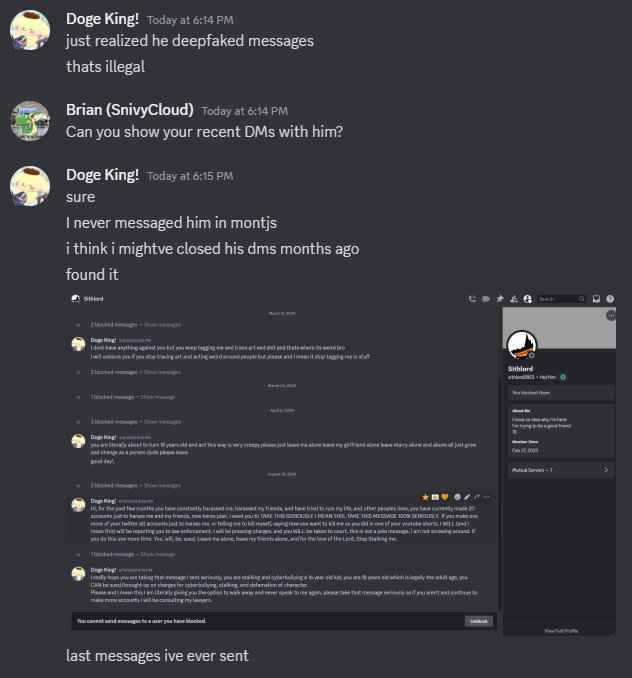 Doge King! Today at 6:14 PM
just realized he deepfaked messages
thats illegal
Brian (SnivyCloud) Today at 6:14 PM
Can you show your recent DMs with him?
Doge King! Today at 6:15 PM
sure
I never messaged him in montjs
i think i mightve closed his dms months ago
found it
Sithlord
Search
2 blocked messages — Show messages
Doge King!
I dont have anything against you but you keep tagging me and trace art and shit and thats where its weird bro
I will unblock you if you stop tracing art and acting weird around people but please and I mean it stop tagging me is stuff
2 blocked messages — Show messages
1 blocked message — Show message
3 blocked messages — Show messages
Doge King!
you are literally about to turn 18 years old and act this way is very creepy please just leave me alone leave my girlfriend alone leave starry alone and above all just grow
and change as a person dude please leave
good day!
2 blocked messages — Show messages
Doge King!
Hi, for the past few months you have constantly harassed me, harassed my friends, and have tried to ruin my life, and other peoples lives, you have currently made 20
accounts just to harass me and my friends, now heres plan. I need you to TAKE THIS SERIOUSLY I MEAN THIS, TAKE THIS MESSAGE 100% SERIOUSLY. If you make one
more of your twitter alt accounts just to harass me, or telling me to kill myself, saying how you want to kill me as you did in one of your youtube shorts, I WILL (and I
mean this) will be reporting you to law enforcement, I will be pressing charges, and you WILL be taken to court, this is not a joke message, I am not screwing around. If
you do this one more time. You, will, be, sued. Leave me alone, leave my friends alone, and for the love of the Lord. Stop Stalking me.
1 blocked message — Show message
Doge King!
I really hope you are taking that message I sent seriously, you are stalking and cyberbullying a 16 year old kid, you are 18 years old which is legally the adult age, you
CAN be sued/brought up on charges for cyberbullying, stalking, and defamation of character
Please and I mean this I am literally giving you the option to walk away and never speak to me again, please take that message seriously as if you aren't and continue to
make more accounts I will be consulting my lawyers.
You cannot send messages to a user you have blocked.
Unblock
Sithlord
You blocked them
About Me
I have no idea why I'm here
I'm trying to be a good friend
Member Since
Mutual Servers — 1
View Full Profile
last messages ive ever sent